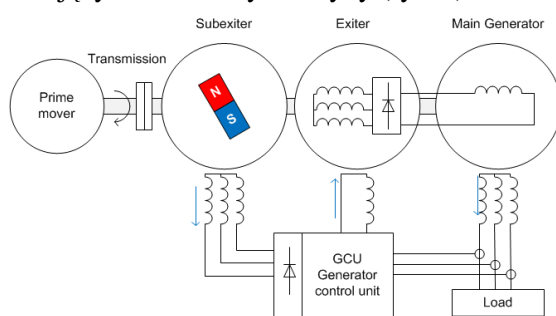 Subexiter
Exiter
Main Generator
Transmission
Prime
mover
N
S
GCU
Generator
control unit
Load